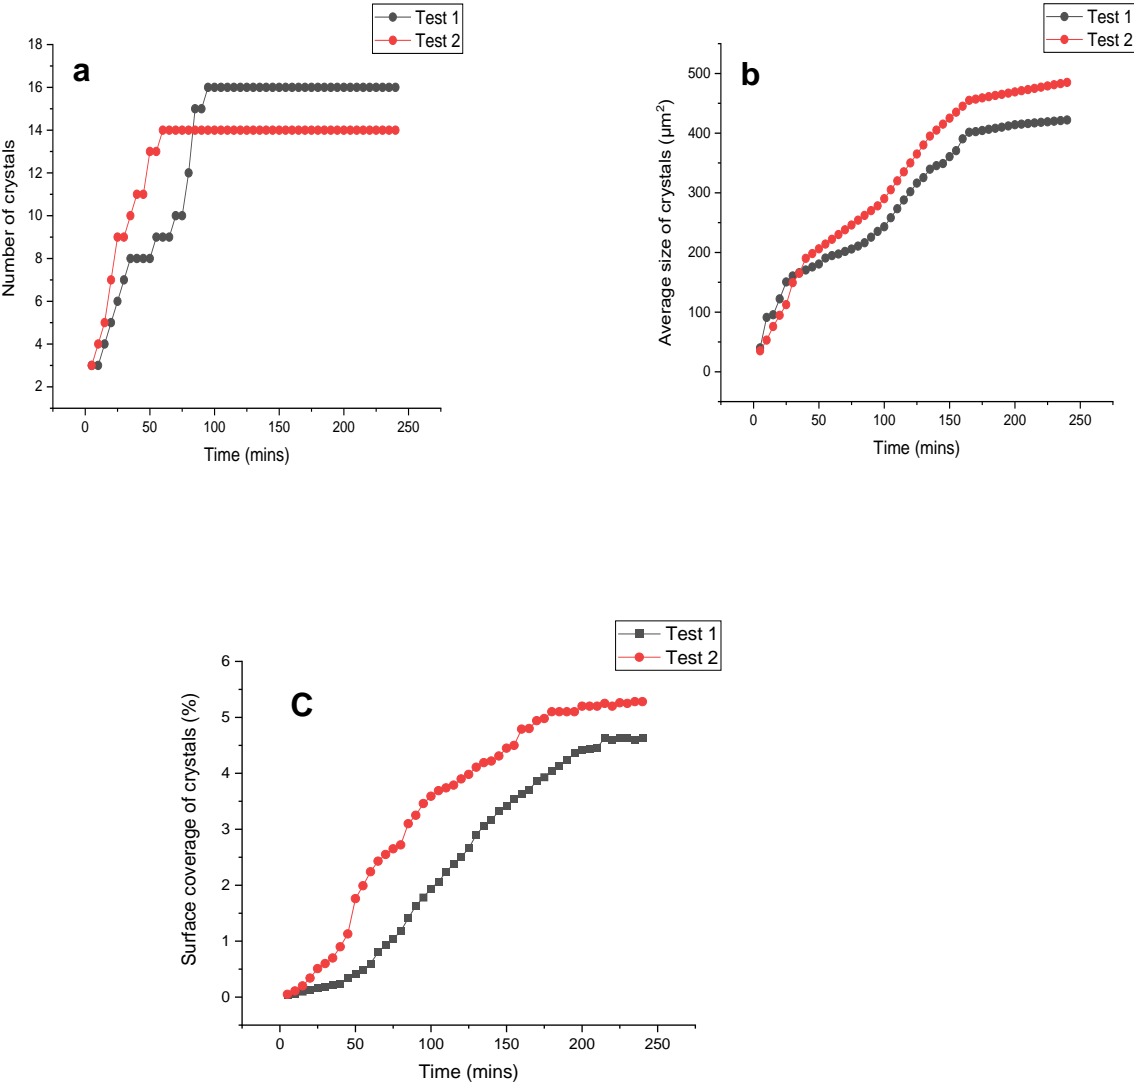 Test 1
Test 2
a
18
16
14
12
10
8
6
4
2
Number of crystals
0
50
100
150
200
250
Time (mins)
Test 1
Test 2
b
500
400
300
200
100
0
Average size of crystals (μm²)
0
50
100
150
200
250
Time (mins)
Test 1
Test 2
C
6
5
4
3
2
1
0
Surface coverage of crystals (%)
0
50
100
150
200
250
Time (mins)